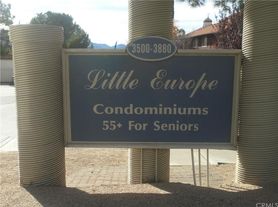 3500-3880
Little Europe
Condominiums
55+ For Seniors